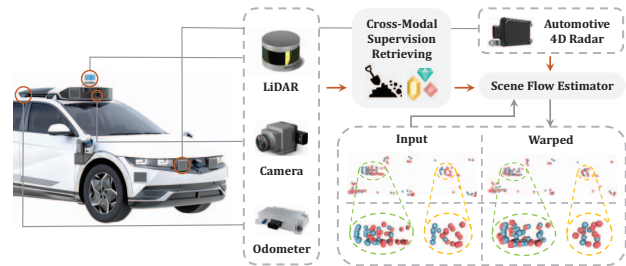 LiDAR
Camera
Odometer
Cross-Modal
Supervision
Retrieving
Automotive
4D Radar
Scene Flow Estimator
Input
Warped